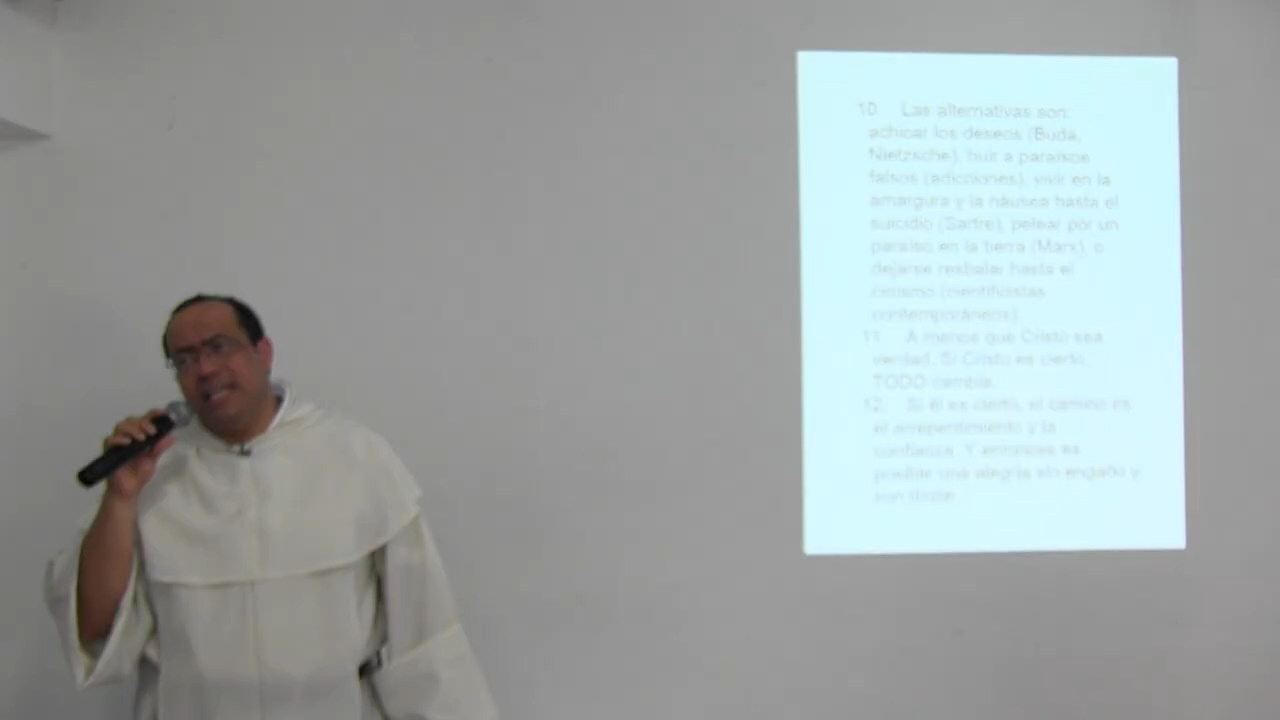 10 Las alternativas son:
achicar los deseos (Buda,
Nietzsche), huir a paraísos
falsos (adicciones), vivir en la
amargura y la náusea hasta el
suicidio (Sartre), pelear por un
paraíso en la tierra (Marx), o
dejarse resbalar hasta el
cinismo (cientificistas
contemporáneos).
11. A menos que Cristo sea
verdad. Si Cristo es cierto,
TODO cambia.
12. Si él es cierto, el camino es
el arrepentimiento y la
confianza. Y entonces es
posible una alegría sin engaño y